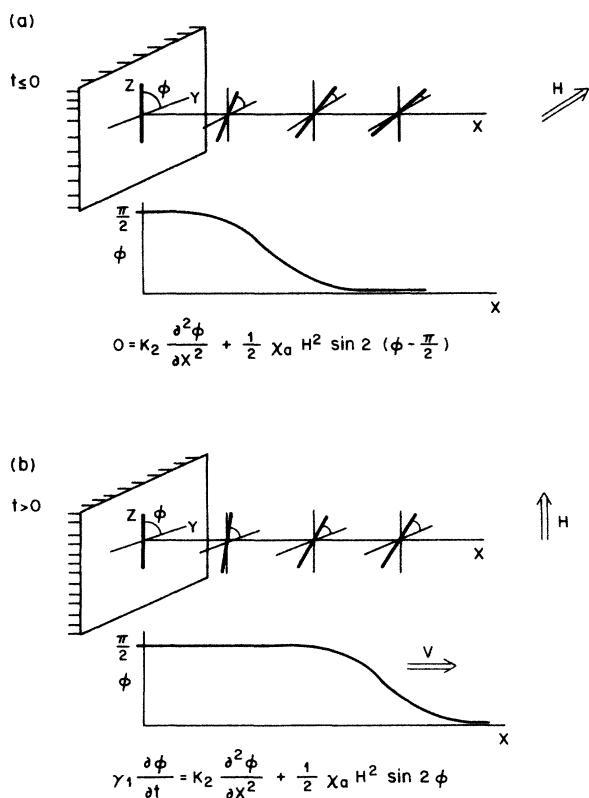 (a)
t≤0
Z
φ
Y
X
H
π/2
φ
X
0 = K₂ ∂²φ/∂X² + 1/2 χₐ H² sin 2 (φ - π/2)
(b)
t>0
Z
φ
Y
X
H
π/2
φ
V
X
γ₁ ∂φ/∂t = K₂ ∂²φ/∂X² + 1/2 χₐ H² sin 2 φ